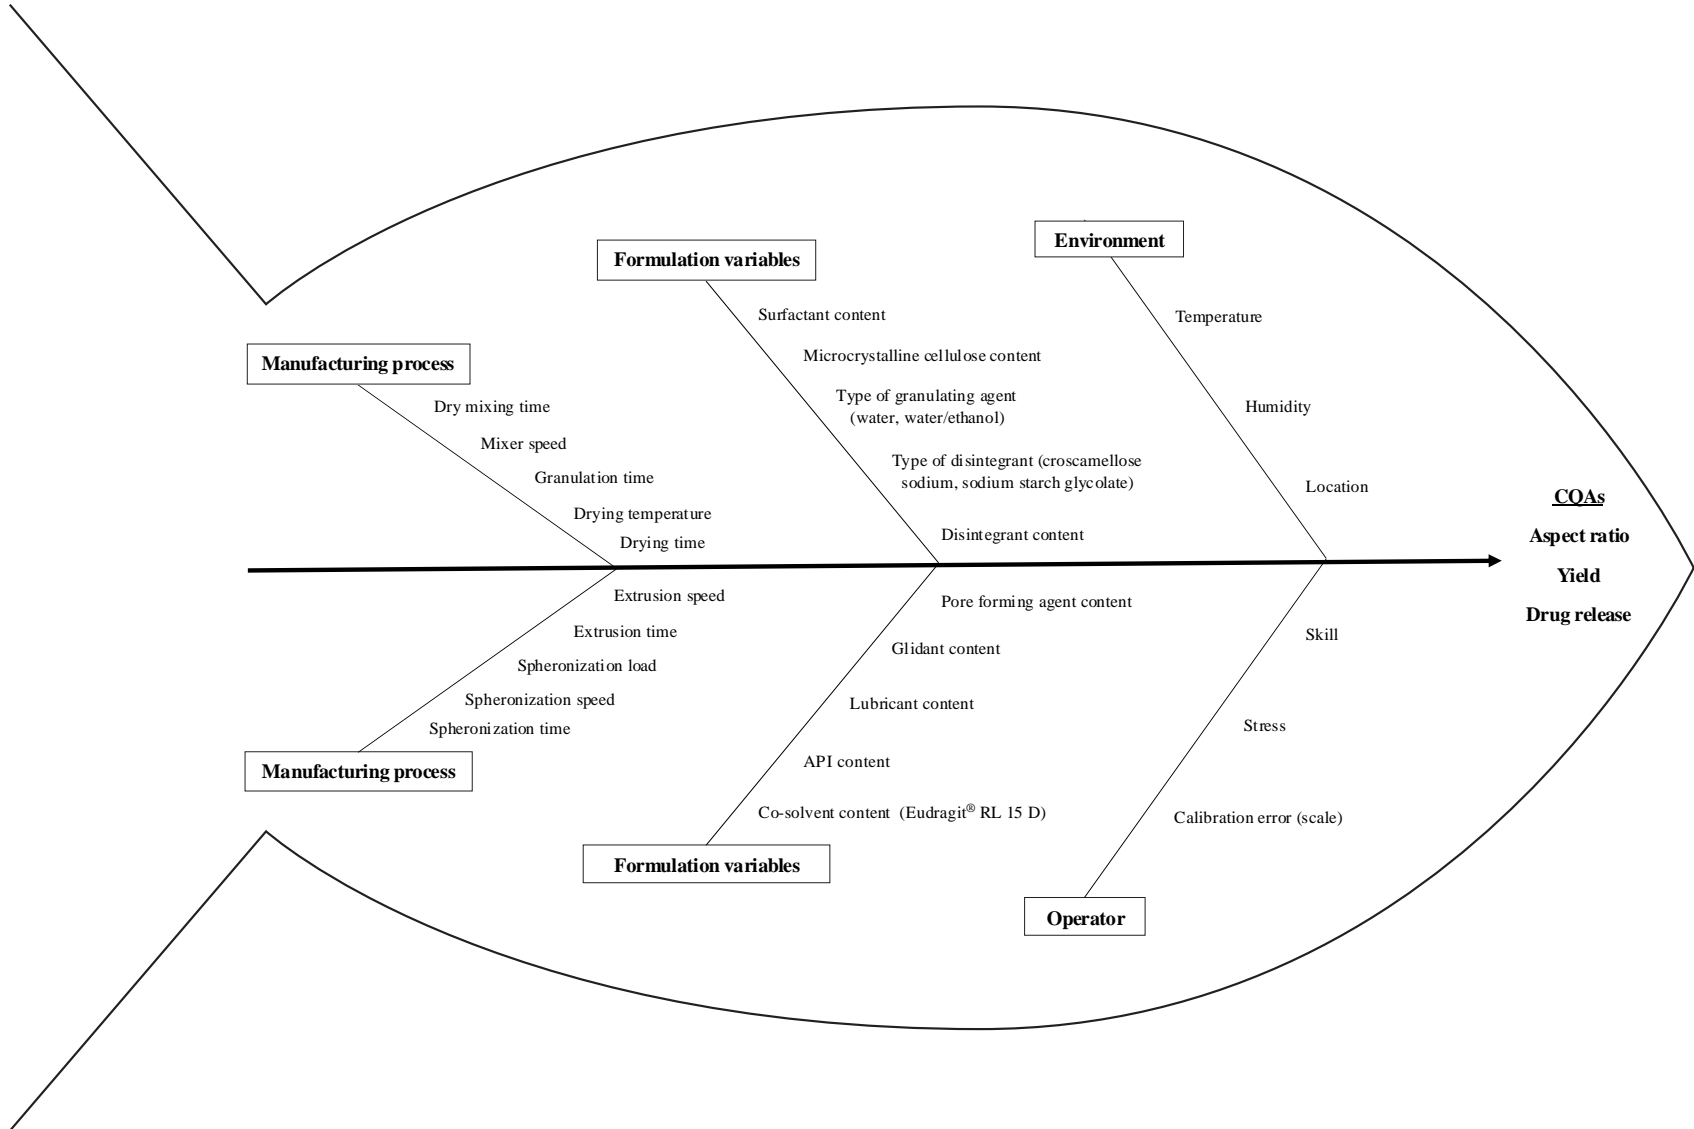 Environment
Formulation variables
Surfactant content
Temperature
Microcrystalline cellulose content
Manufacturing process
Type of granulating agent
(water, water/ethanol)
Dry mixing time
Humidity
Mixer speed
Type of disintegrant (croscamellose
sodium, sodium starch glycolate)
Granulation time
Location
CQAs
Drying temperature
Disintegrant content
Aspect ratio
Drying time
Yield
Extrusion speed
Pore forming agent content
Drug release
Extrusion time
Skill
Glidant content
Spheronization load
Spheronization speed
Lubricant content
Spheronization time
Stress
API content
Manufacturing process
Co-solvent content (Eudragit® RL 15 D)
Calibration error (scale)
Formulation variables
Operator